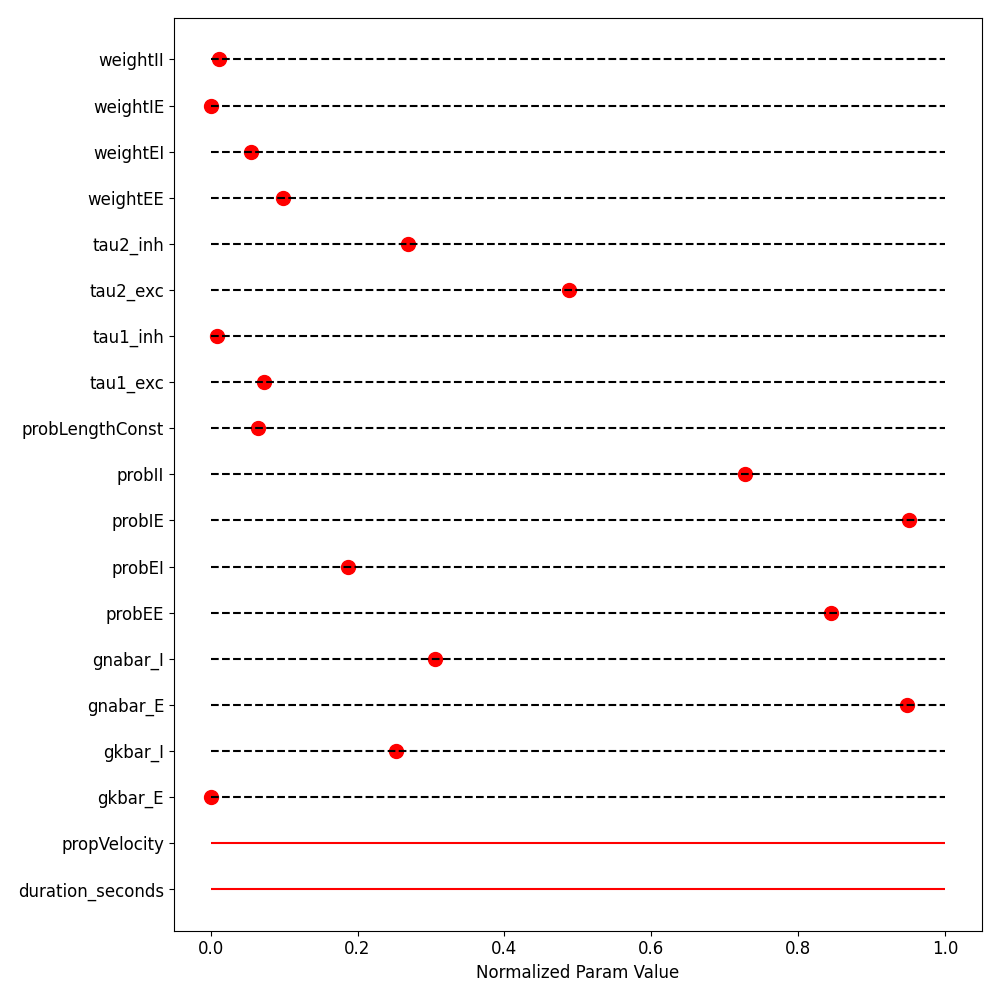 weightII
weightIE
weightEI
weightEE
tau2_inh
tau2_exc
tau1_inh
tau1_exc
probLengthConst
probII
probIE
probEI
probEE
gnabar_I
gnabar_E
gkbar_I
gkbar_E
propVelocity
duration_seconds
0.0 0.2 0.4 0.6 0.8 1.0
Normalized Param Value